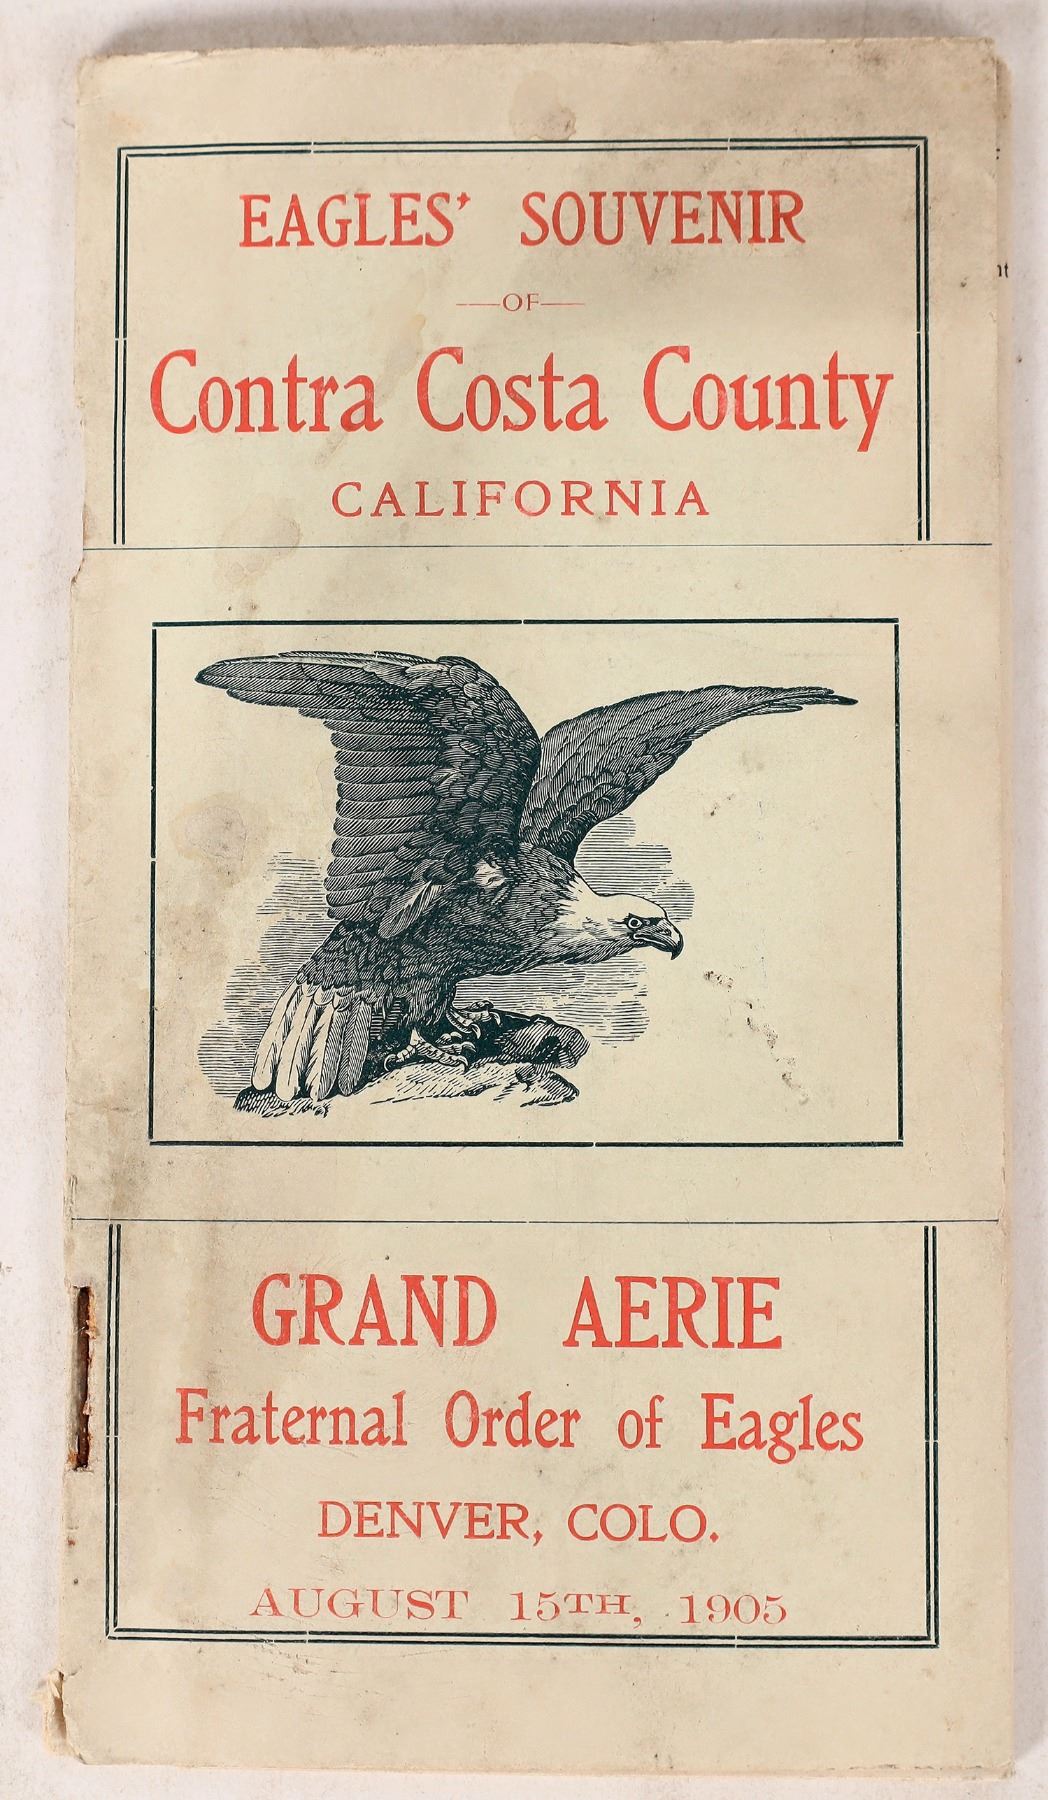 EAGLES' SOUVENIR
—OF—
Contra Costa County
CALIFORNIA
GRAND AERIE
Fraternal Order of Eagles
DENVER, COLO.
AUGUST 15TH, 1905